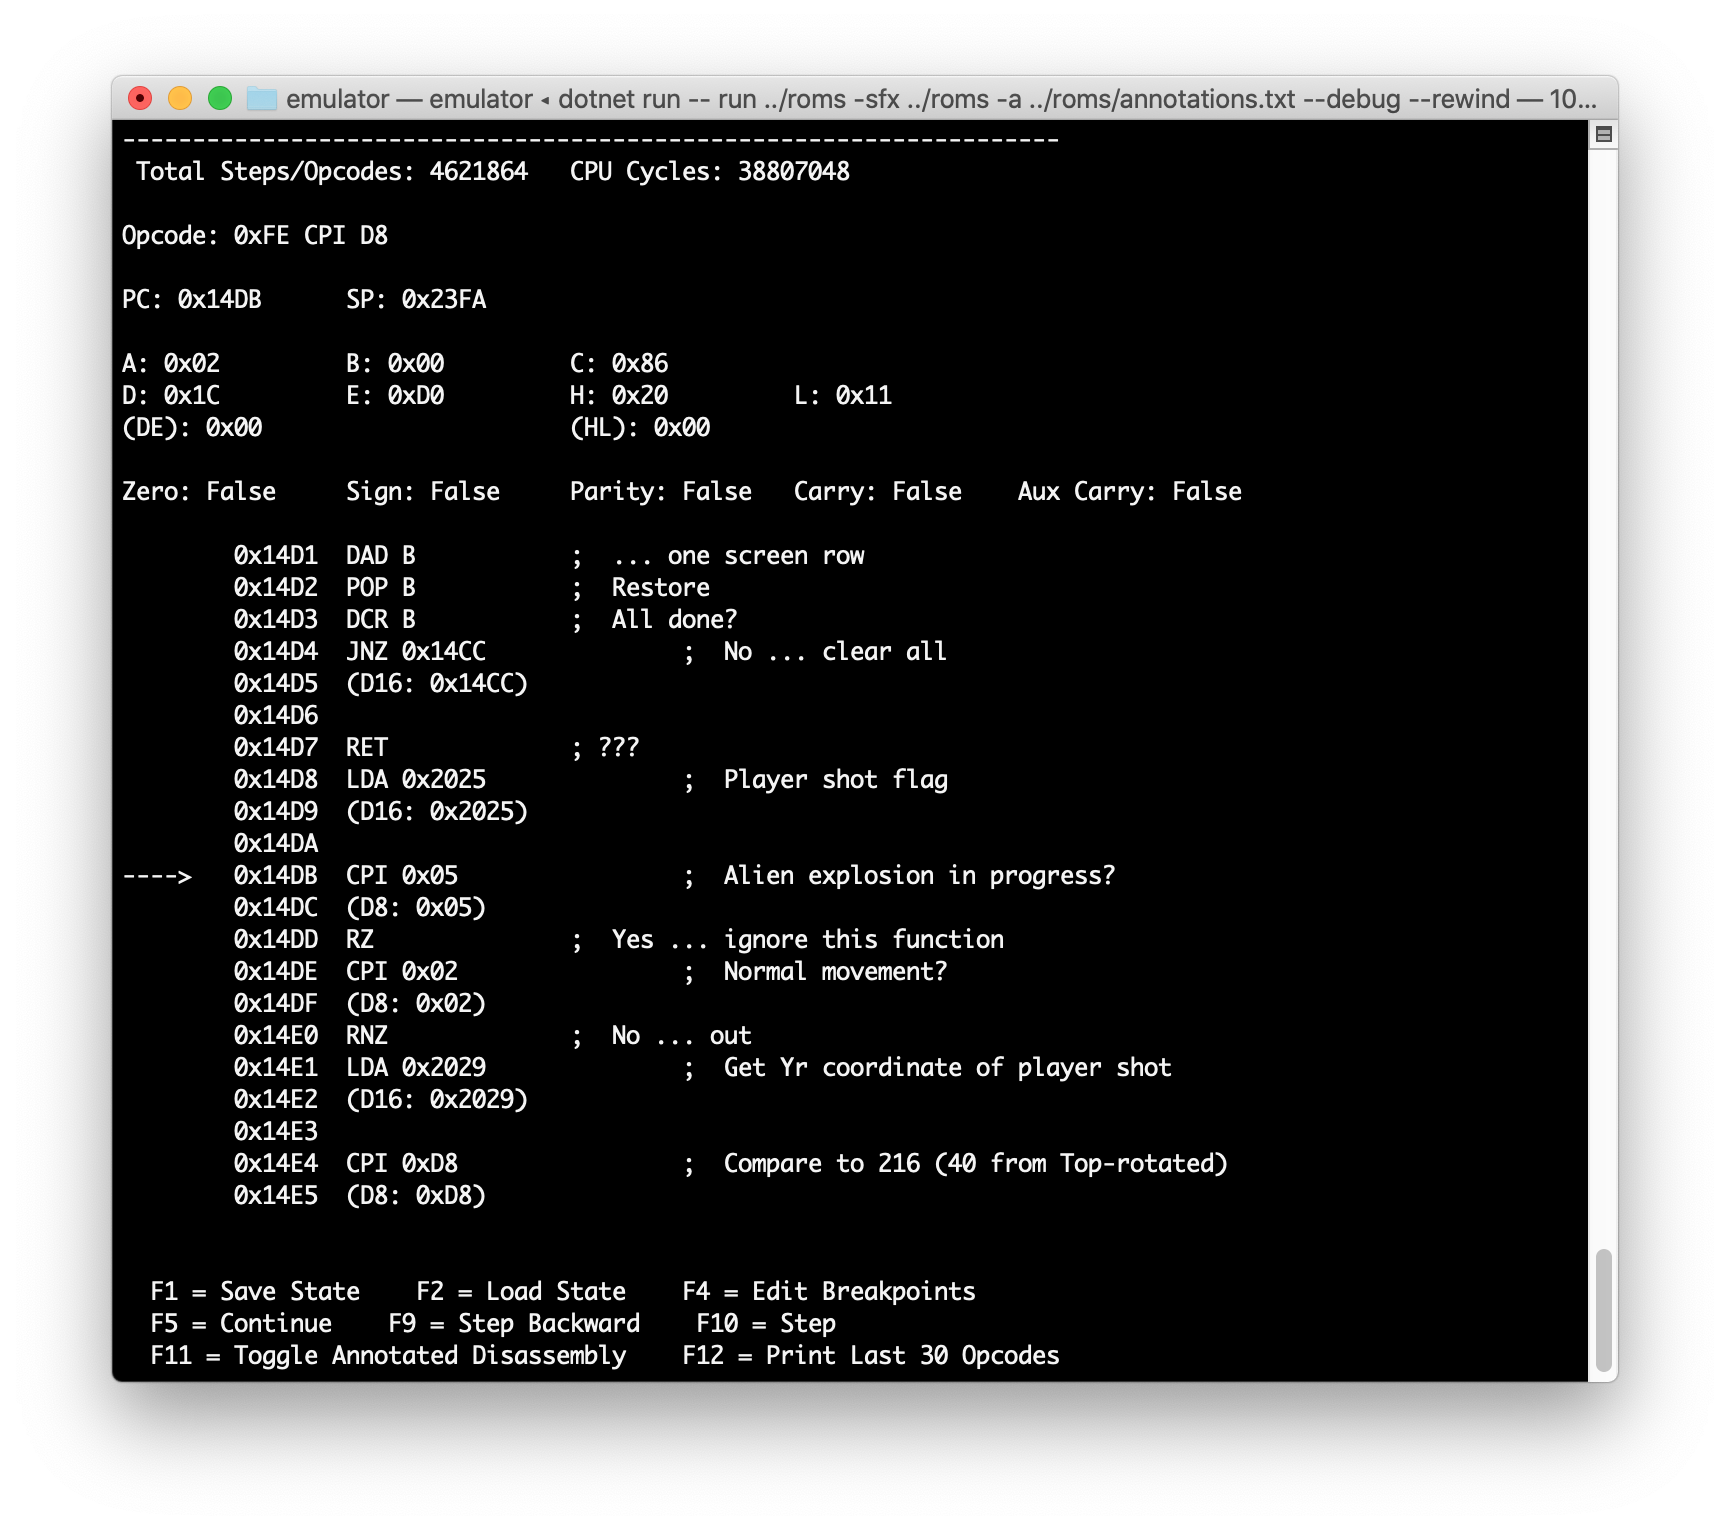 emulator — emulator ◂ dotnet run -- run ../roms -sfx ../roms -a ../roms/annotations.txt --debug --rewind — 10...
-------------------------------------------------------------------
Total Steps/Opcodes: 4621864   CPU Cycles: 38807048
Opcode: 0xFE CPI D8
PC: 0x14DB      SP: 0x23FA
A: 0x02         B: 0x00         C: 0x86
D: 0x1C         E: 0xD0         H: 0x20         L: 0x11
(DE): 0x00                      (HL): 0x00
Zero: False     Sign: False     Parity: False   Carry: False    Aux Carry: False
0x14D1  DAD B           ;  ... one screen row
0x14D2  POP B           ;  Restore
0x14D3  DCR B           ;  All done?
0x14D4  JNZ 0x14CC              ;  No ... clear all
0x14D5  (D16: 0x14CC)
0x14D6
0x14D7  RET             ; ???
0x14D8  LDA 0x2025              ;  Player shot flag
0x14D9  (D16: 0x2025)
0x14DA
---->   0x14DB  CPI 0x05                ;  Alien explosion in progress?
0x14DC  (D8: 0x05)
0x14DD  RZ              ;  Yes ... ignore this function
0x14DE  CPI 0x02                ;  Normal movement?
0x14DF  (D8: 0x02)
0x14E0  RNZ             ;  No ... out
0x14E1  LDA 0x2029              ;  Get Yr coordinate of player shot
0x14E2  (D16: 0x2029)
0x14E3
0x14E4  CPI 0xD8                ;  Compare to 216 (40 from Top-rotated)
0x14E5  (D8: 0xD8)
F1 = Save State    F2 = Load State    F4 = Edit Breakpoints
F5 = Continue    F9 = Step Backward    F10 = Step
F11 = Toggle Annotated Disassembly    F12 = Print Last 30 Opcodes